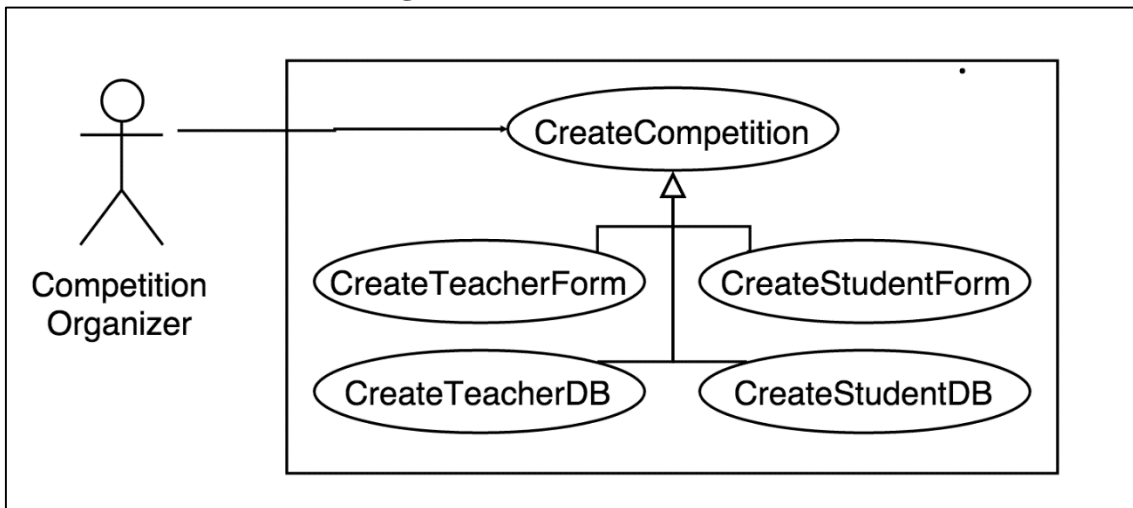 CreateCompetition
CreateTeacherForm
CreateStudentForm
Competition
Organizer
CreateTeacherDB
CreateStudentDB